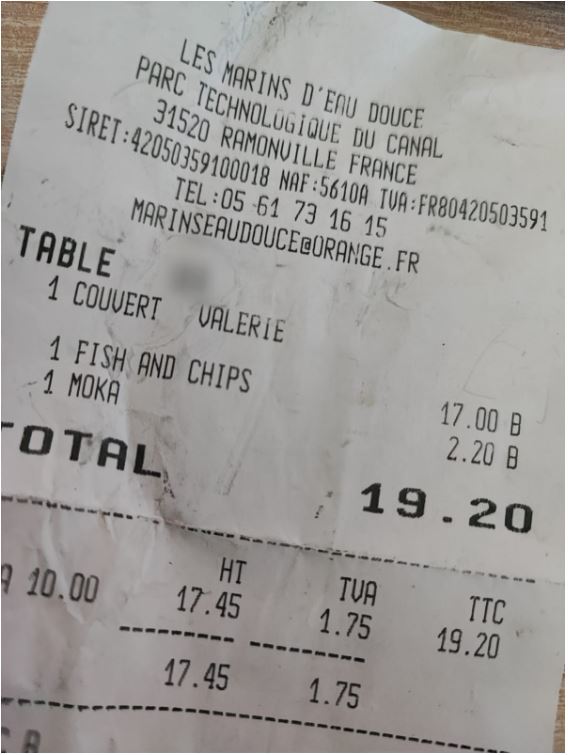 LES MARINS D'EAU DOUCE
PARC TECHNOLOGIQUE DU CANAL
31520 RAMONVILLE FRANCE
SIRET:42050359100018 NAF:5610A TVA:FR80420503591
TEL:05 61 73 16 15
MARINSEAUDOUCE@ORANGE.FR
TABLE
1 COUVERT VALERIE
1 FISH AND CHIPS 17.00 B
1 MOKA 2.20 B
TOTAL 19.20
HT TVA TTC
A 10.00 17.45 1.75 19.20
17.45 1.75
B